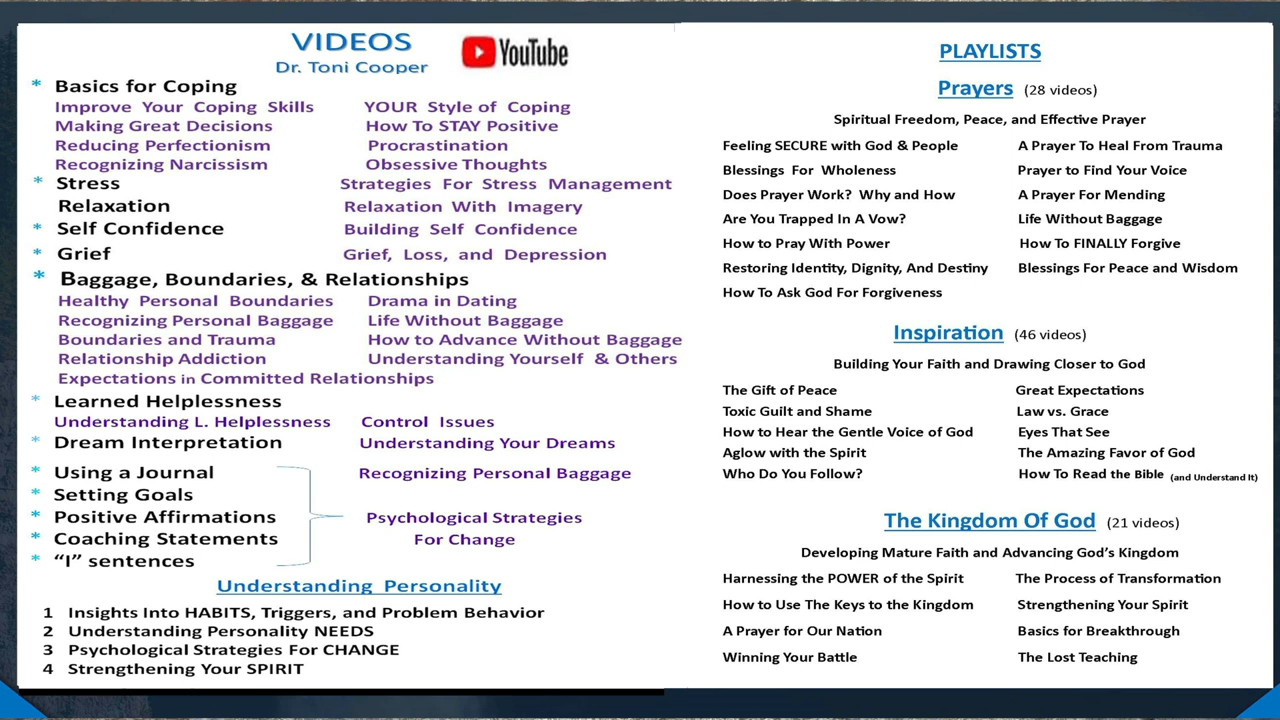 VIDEOS
YouTube
Dr. Toni Cooper
* Basics for Coping
Improve Your Coping Skills YOUR Style of Coping
Making Great Decisions How To STAY Positive
Reducing Perfectionism Procrastination
Recognizing Narcissism Obsessive Thoughts
* Stress Strategies For Stress Management
Relaxation Relaxation With Imagery
* Self Confidence Building Self Confidence
* Grief Grief, Loss, and Depression
* Baggage, Boundaries, & Relationships
Healthy Personal Boundaries Drama in Dating
Recognizing Personal Baggage Life Without Baggage
Boundaries and Trauma How to Advance Without Baggage
Relationship Addiction Understanding Yourself & Others
Expectations in Committed Relationships
* Learned Helplessness
Understanding L. Helplessness Control Issues
* Dream Interpretation Understanding Your Dreams
* Using a Journal Recognizing Personal Baggage
* Setting Goals
* Positive Affirmations Psychological Strategies
* Coaching Statements For Change
* “I” sentences
Understanding Personality
1 Insights Into HABITS, Triggers, and Problem Behavior
2 Understanding Personality NEEDS
3 Psychological Strategies For CHANGE
4 Strengthening Your SPIRIT
PLAYLISTS
Prayers (28 videos)
Spiritual Freedom, Peace, and Effective Prayer
Feeling SECURE with God & People A Prayer To Heal From Trauma
Blessings For Wholeness Prayer to Find Your Voice
Does Prayer Work? Why and How A Prayer For Mending
Are You Trapped In A Vow? Life Without Baggage
How to Pray With Power How To FINALLY Forgive
Restoring Identity, Dignity, And Destiny Blessings For Peace and Wisdom
How To Ask God For Forgiveness
Inspiration (46 videos)
Building Your Faith and Drawing Closer to God
The Gift of Peace Great Expectations
Toxic Guilt and Shame Law vs. Grace
How to Hear the Gentle Voice of God Eyes That See
Aglow with the Spirit The Amazing Favor of God
Who Do You Follow? How To Read the Bible (and Understand It)
The Kingdom Of God (21 videos)
Developing Mature Faith and Advancing God’s Kingdom
Harnessing the POWER of the Spirit The Process of Transformation
How to Use The Keys to the Kingdom Strengthening Your Spirit
A Prayer for Our Nation Basics for Breakthrough
Winning Your Battle The Lost Teaching